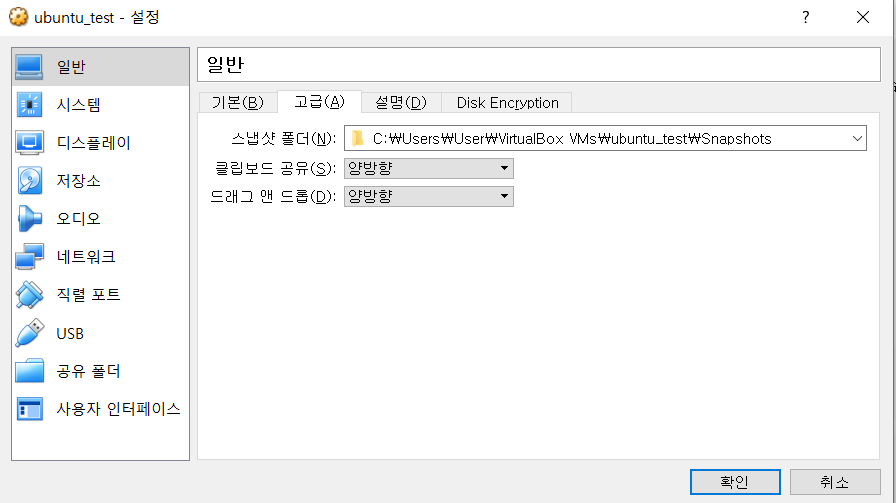 ubuntu_test - 설정
?
일반
시스템
디스플레이
저장소
오디오
네트워크
직렬 포트
USB
공유 폴더
사용자 인터페이스
일반
기본(B) 고급(A) 설명(D) Disk Encryption
스냅샷 폴더(N): C:₩Users₩User₩VirtualBox VMs₩ubuntu_test₩Snapshots
클립보드 공유(S): 양방향
드래그 앤 드롭(D): 양방향
확인 취소